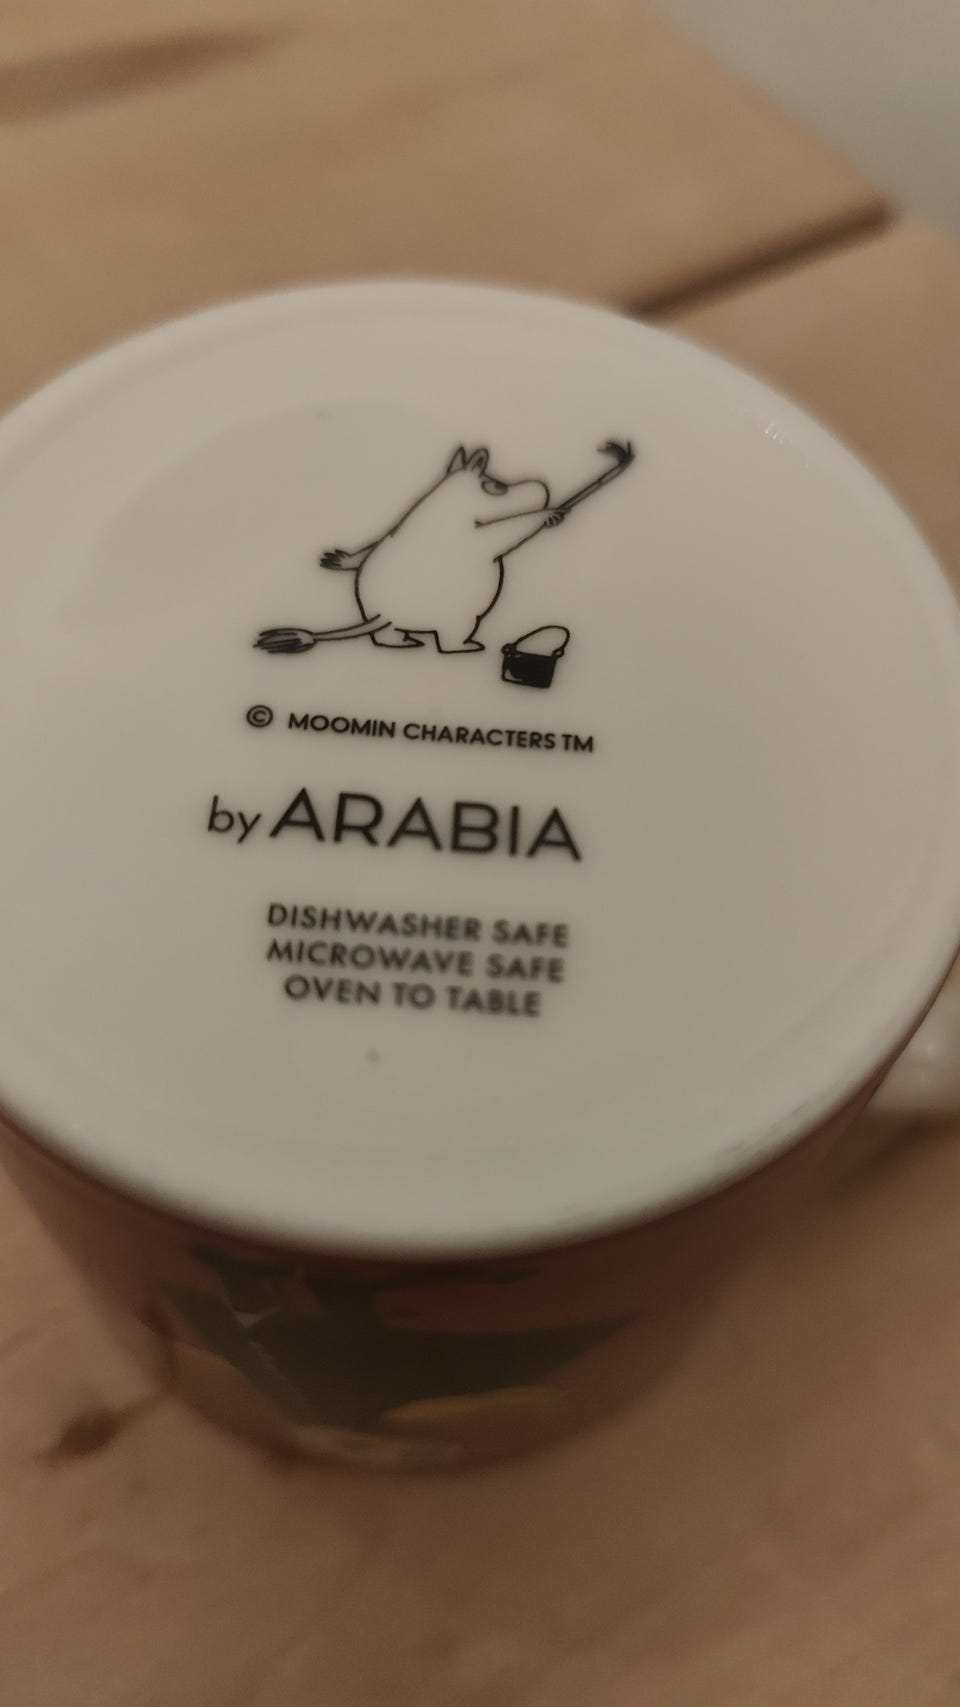 © MOOMIN CHARACTERS TM
by ARABIA
DISHWASHER SAFE
MICROWAVE SAFE
OVEN TO TABLE